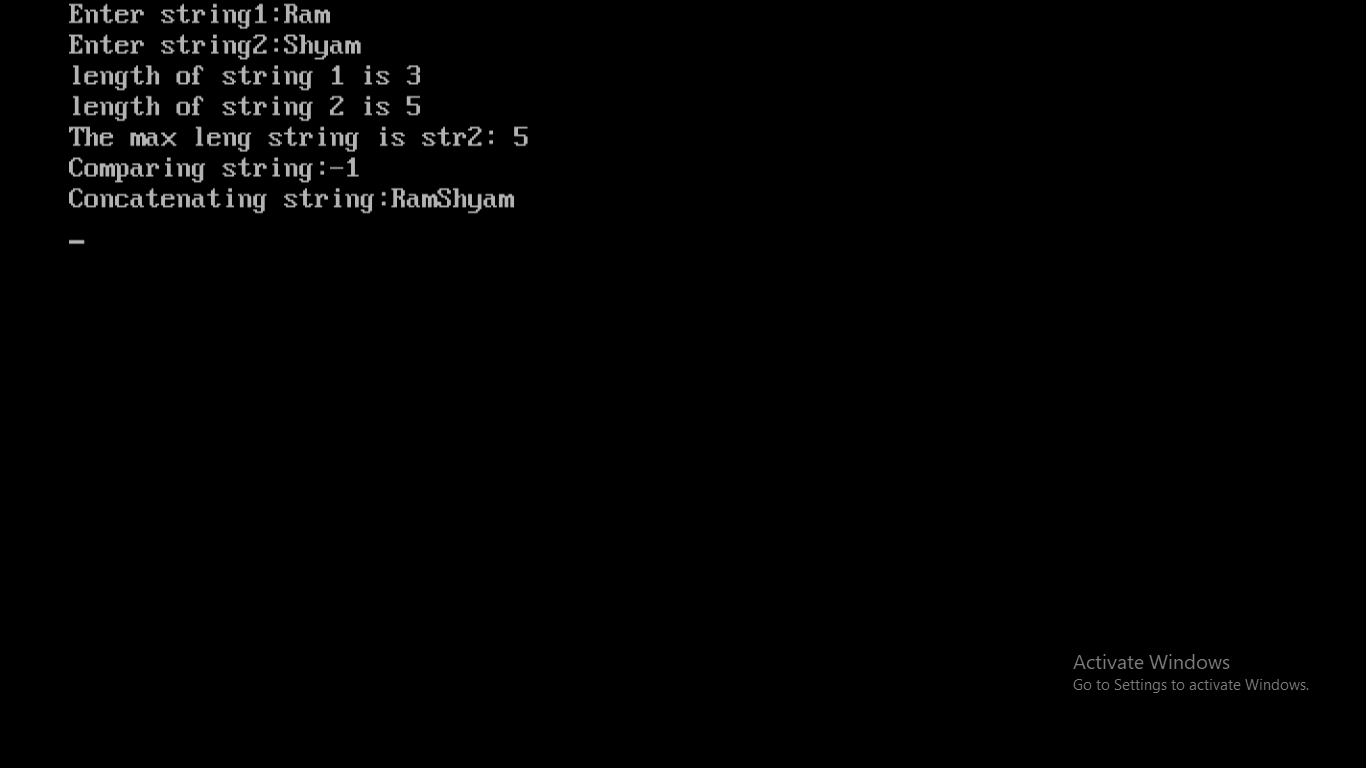 Enter string1:Ram
Enter string2:Shyam
length of string 1 is 3
length of string 2 is 5
The max leng string is str2: 5
Comparing string:-1
Concatenating string:RamShyam
_
Activate Windows
Go to Settings to activate Windows.